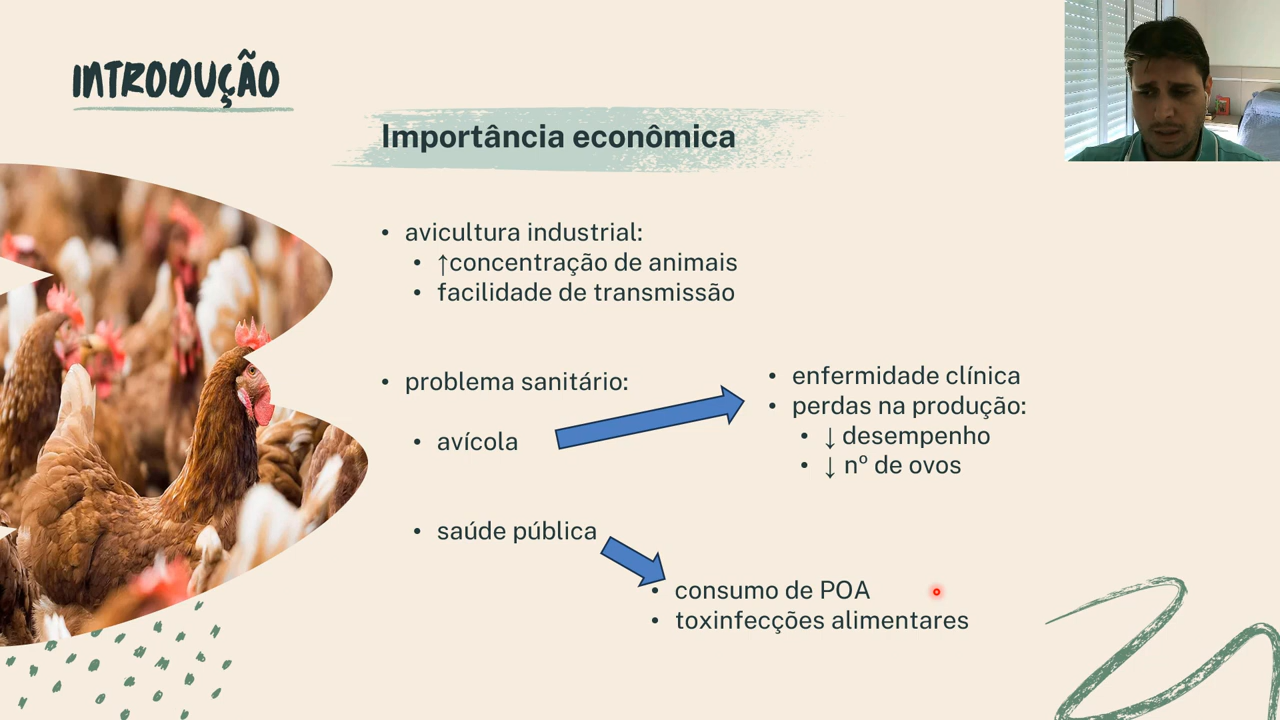 INTRODUÇÃO
Importância econômica
• avicultura industrial:
• ↑concentração de animais
• facilidade de transmissão
• problema sanitário:
• avícola
• enfermidade clínica
• perdas na produção:
• ↓ desempenho
• ↓ nº de ovos
• saúde pública
• consumo de POA
• toxinfecções alimentares